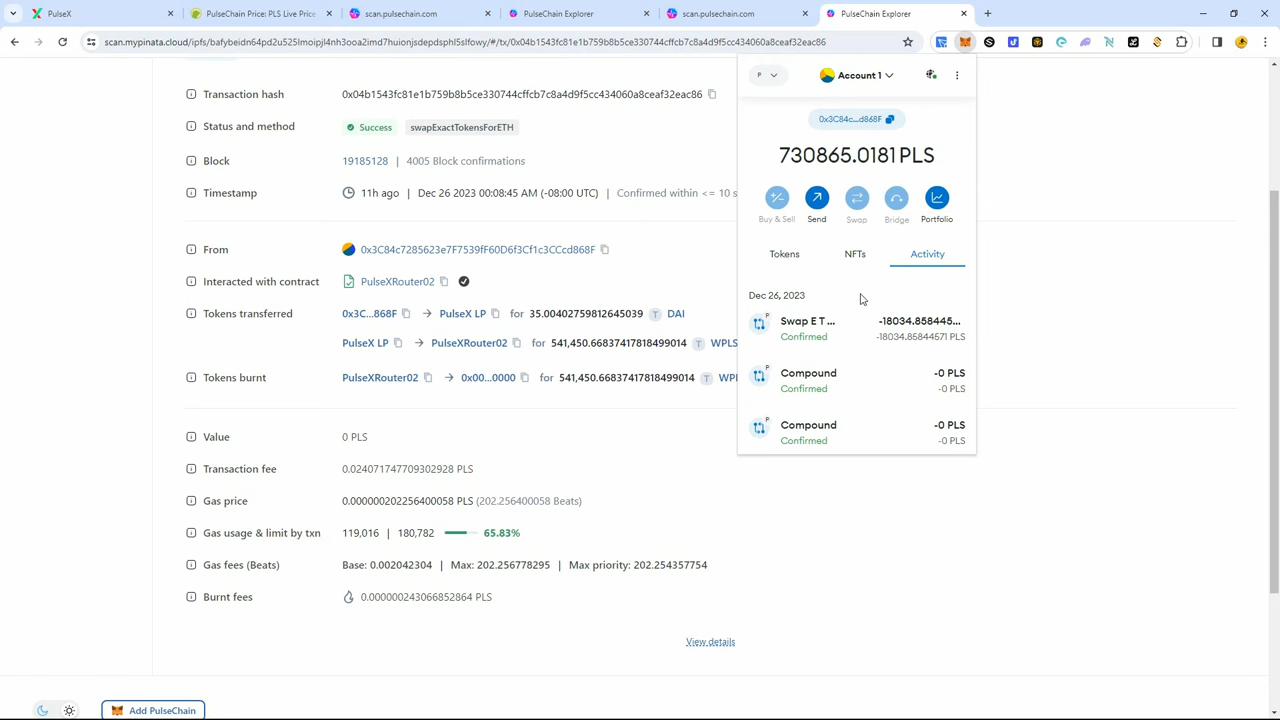 PulseX
PulseChain Price: PLS Live Price
scan.pulsechain.com
PulseChain Explorer
scan.pulsechain.com
PulseChain Explorer
Transaction hash
0x04b1543fc81e1b759b8b5ce330744cffcb7c8a4d9f5cc434060a8ceaf32eac86
Status and method
Success
swapExactTokensForETH
Block
19185128 | 4005 Block confirmations
Timestamp
11h ago | Dec 26 2023 00:08:45 AM (-08:00 UTC) | Confirmed within <= 10 s
From
0x3C84c7285623e7F7539fF60D6f3Cf1c3CCcd868F
Interacted with contract
PulseXRouter02
Tokens transferred
0x3C...868F → PulseX LP for 35.00402759812645039 T DAI
PulseX LP → PulseXRouter02 for 541,450.66837417818499014 T WPLS
Tokens burnt
PulseXRouter02 → 0x00...0000 for 541,450.66837417818499014 T WPL
Value
0 PLS
Transaction fee
0.024071747709302928 PLS
Gas price
0.000000202256400058 PLS (202.256400058 Beats)
Gas usage & limit by txn
119,016 | 180,782 65.83%
Gas fees (Beats)
Base: 0.002042304 | Max: 202.256778295 | Max priority: 202.254357754
Burnt fees
0.000000243066852864 PLS
View details
Add PulseChain
P
Account 1
0x3C84c...d868F
730865.0181 PLS
Buy & Sell
Send
Swap
Bridge
Portfolio
Tokens
NFTs
Activity
Dec 26, 2023
P
Swap E T ...
-18034.858445...
Confirmed
-18034.85844571 PLS
P
Compound
-0 PLS
Confirmed
-0 PLS
P
Compound
-0 PLS
Confirmed
-0 PLS